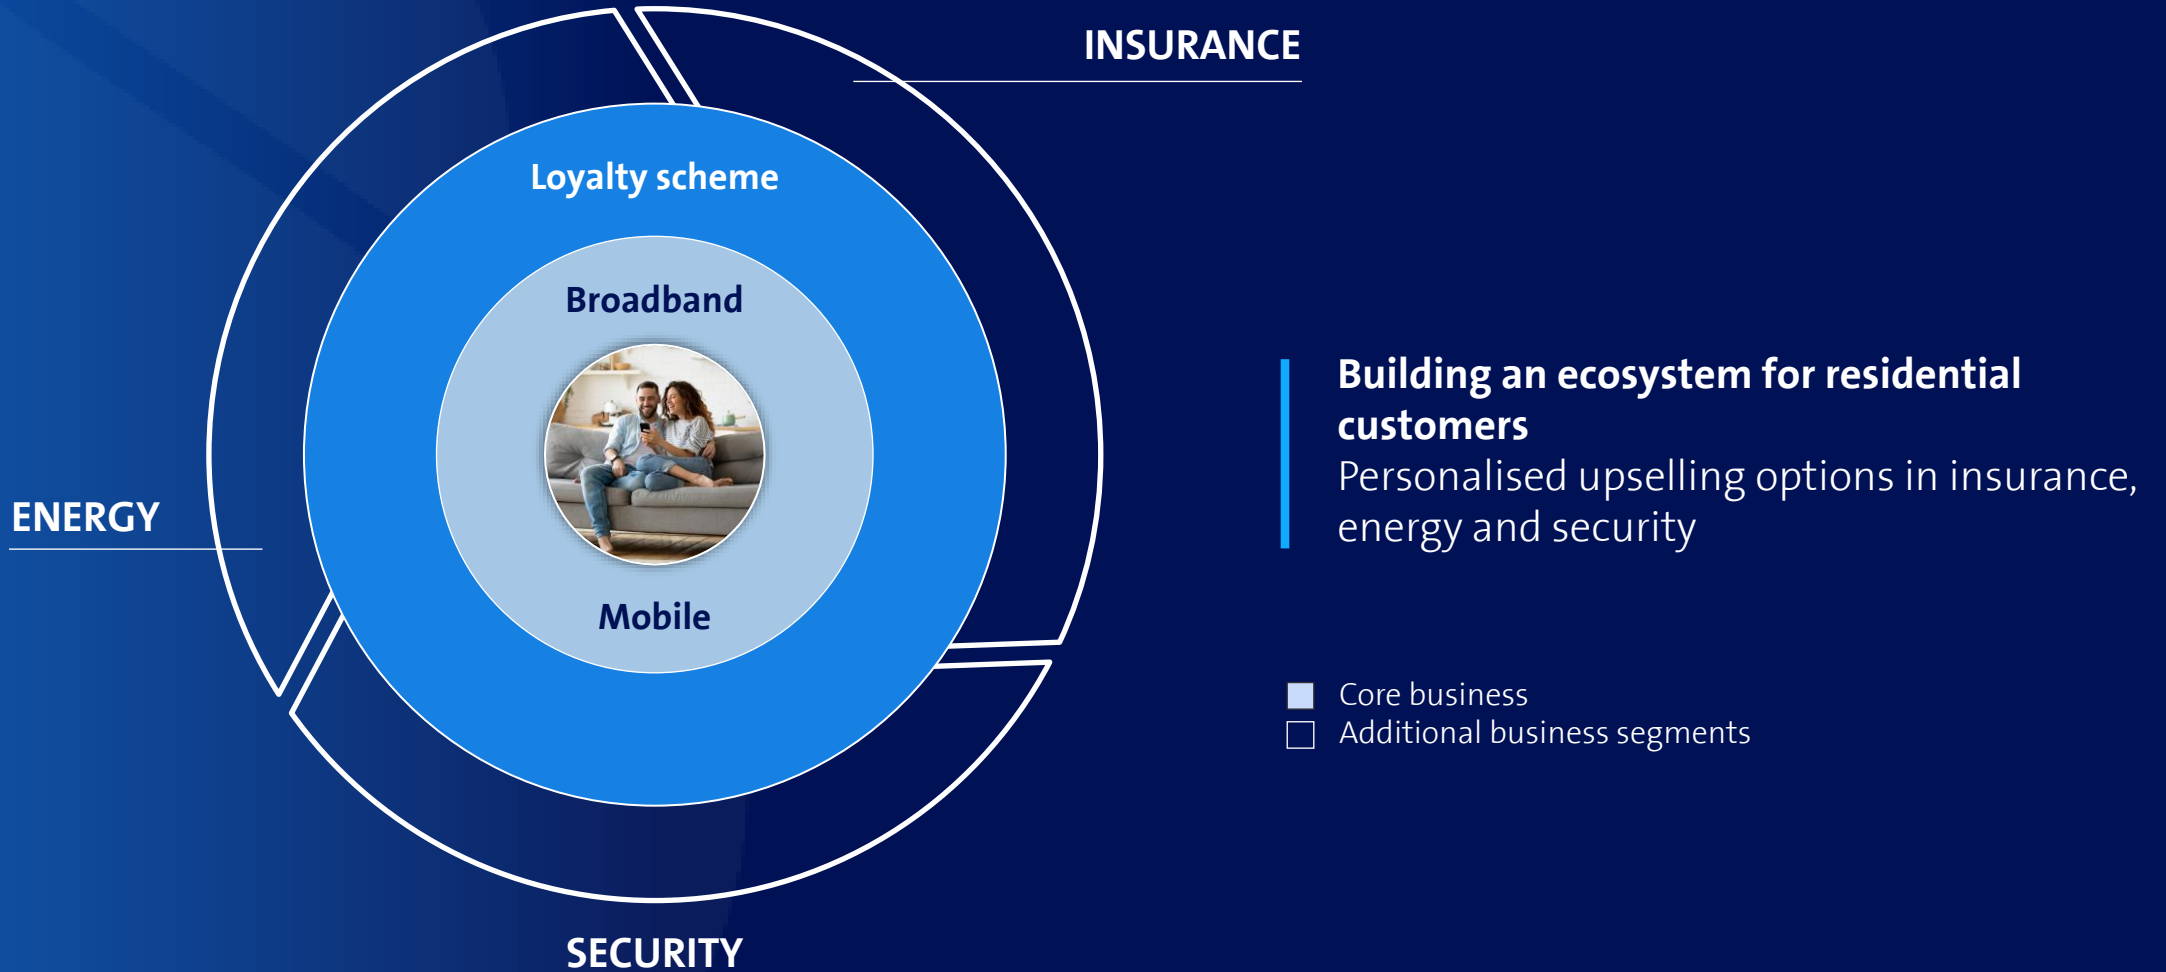 INSURANCE
Loyalty scheme
Broadband
Mobile
ENERGY
SECURITY
Building an ecosystem for residential
customers
Personalised upselling options in insurance,
energy and security
Core business
Additional business segments